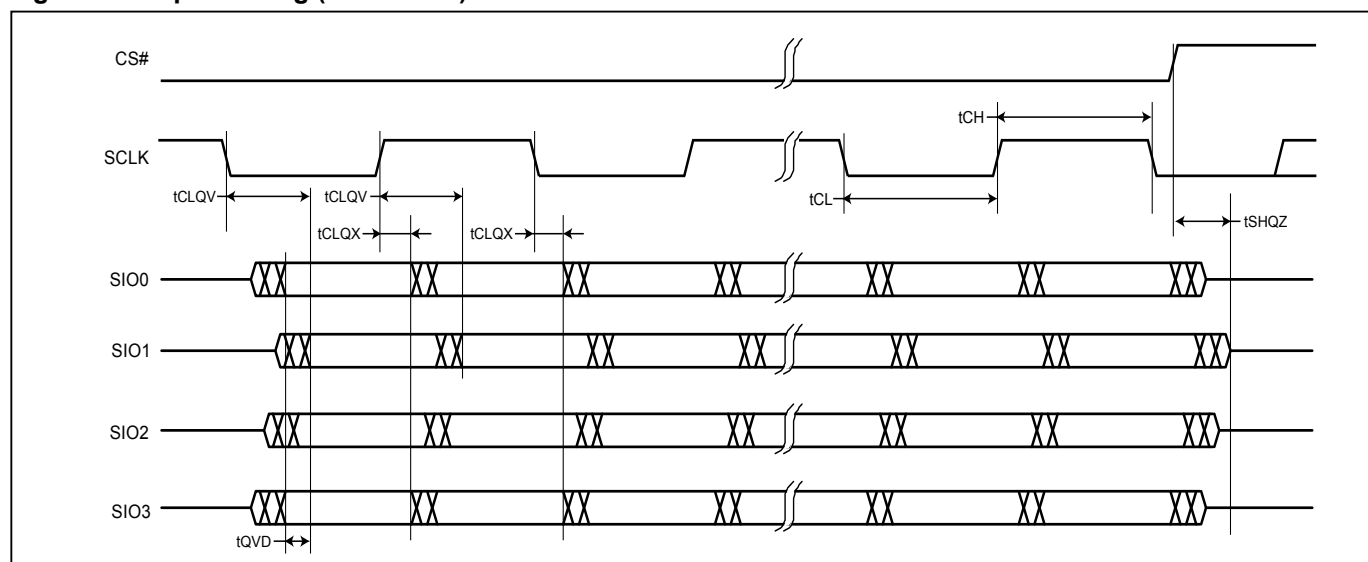 CS#
tCH
SCLK
tCLQV
tCLQV
tCL
tSHQZ
tCLQX
tCLQX
SIO0
SIO1
SIO2
SIO3
tQVD